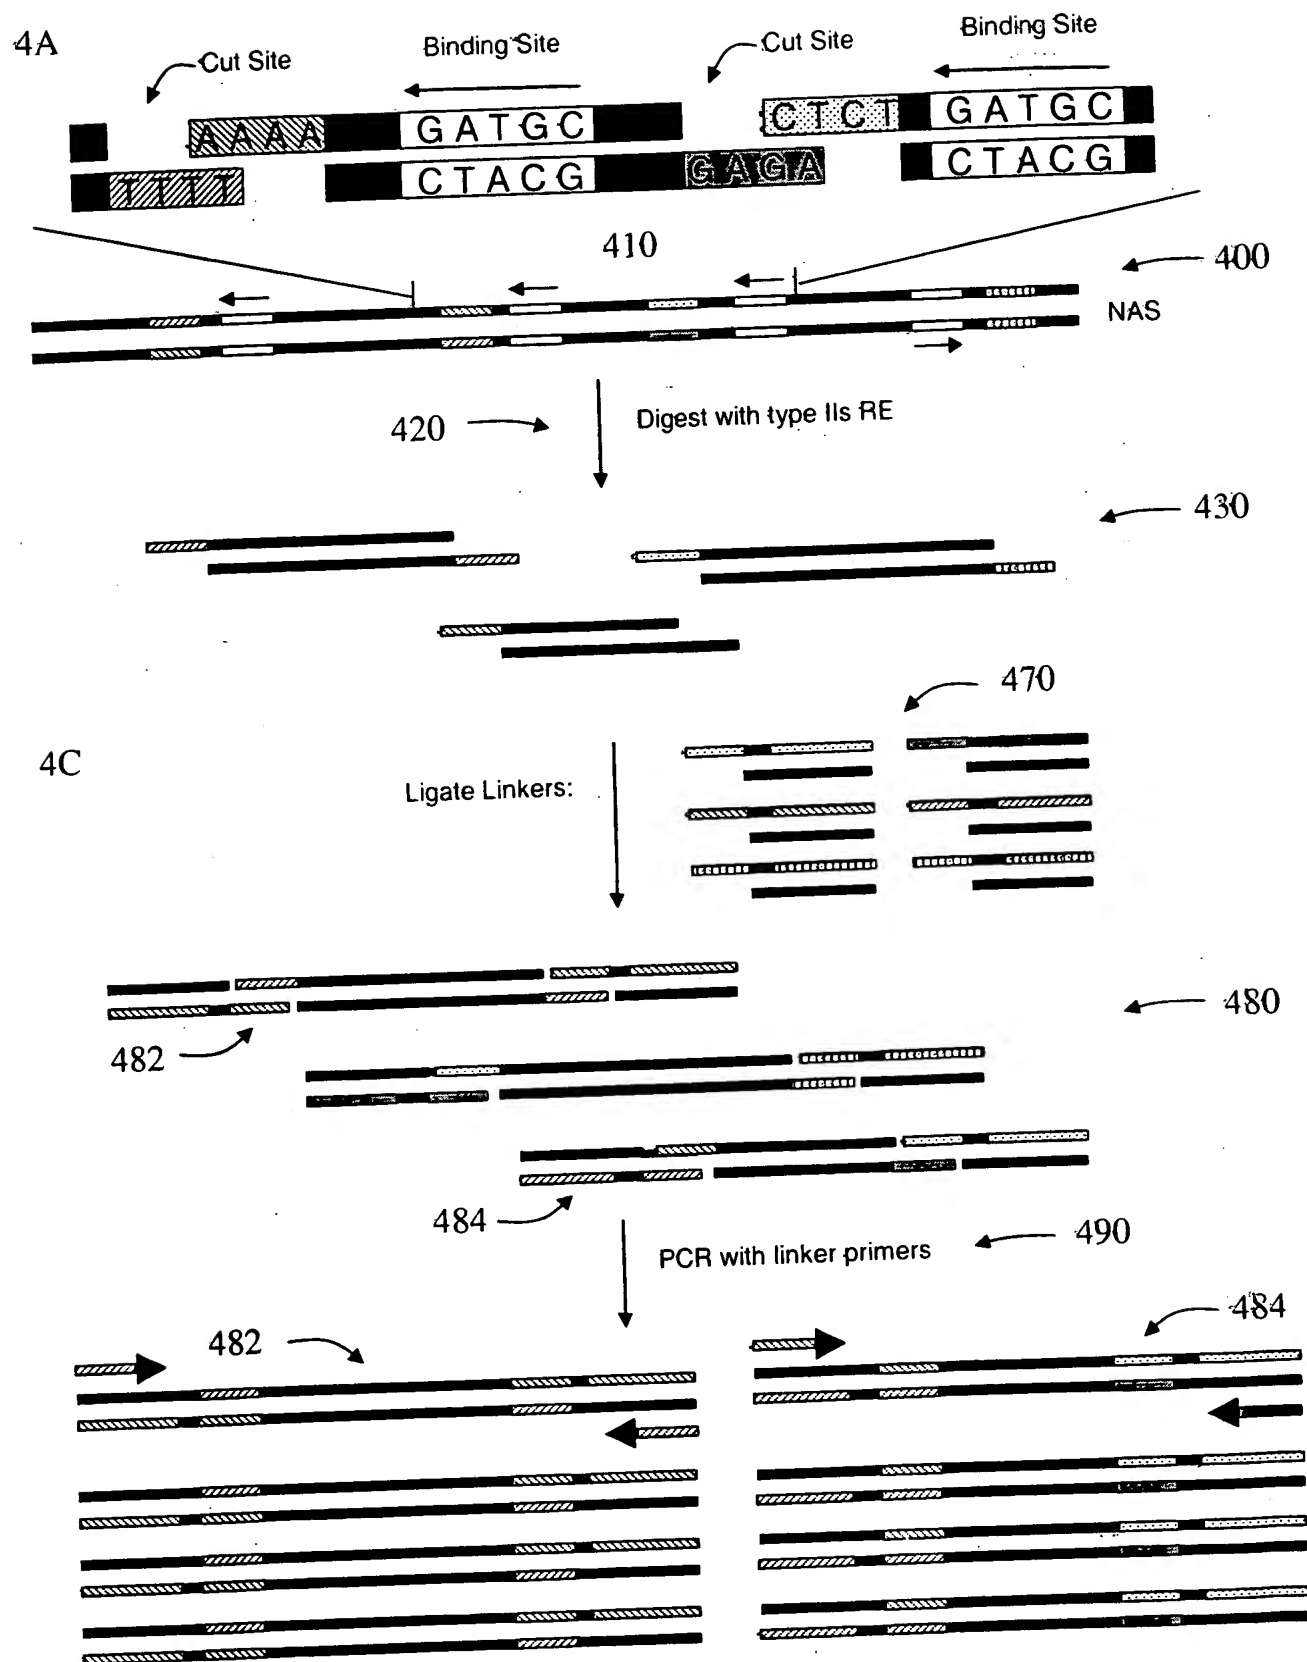 4A
Cut Site
Binding Site
Cut Site
Binding Site
AAAA
GATGC
CTCT
GATGC
TTTT
CTACG
GAGA
CTACG
410
400
NAS
420
Digest with type IIs RE
430
470
4C
Ligate Linkers:
480
482
484
490
PCR with linker primers
482
484